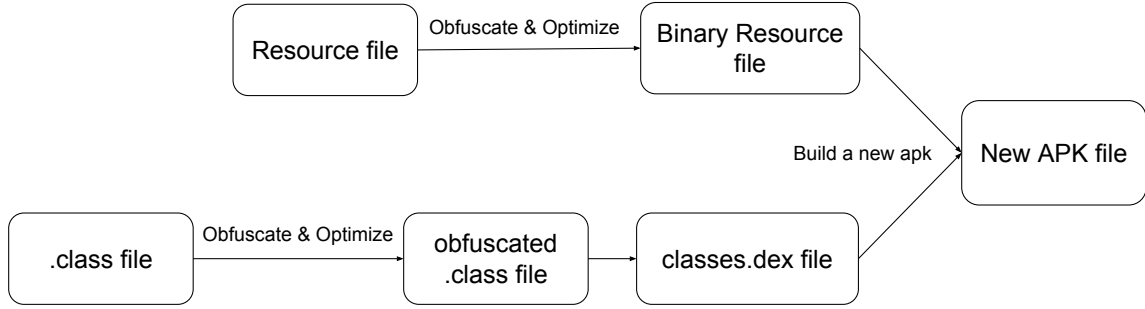 Resource file
Obfuscate & Optimize
Binary Resource
file
Build a new apk
New APK file
.class file
Obfuscate & Optimize
obfuscated
.class file
classes.dex file